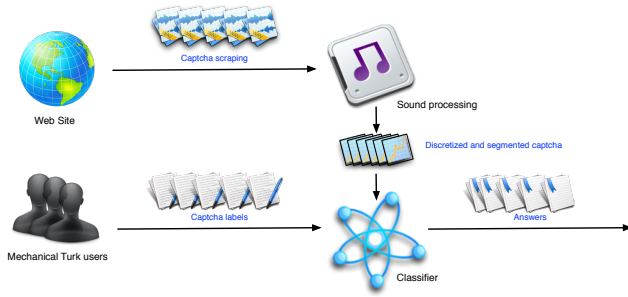 Captcha scraping
Web Site
Sound processing
Discretized and segmented captcha
Captcha labels
Answers
Mechanical Turk users
Classifier